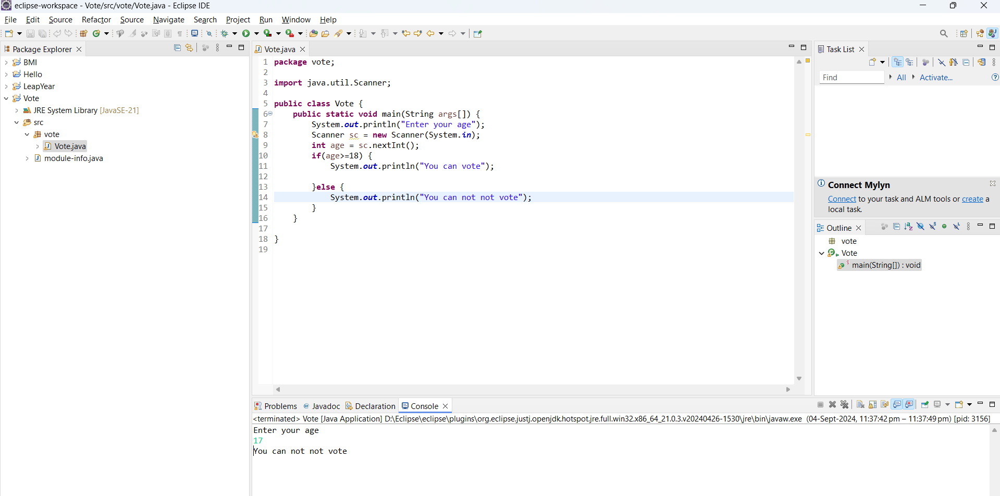 eclipse-workspace - Vote/src/vote/Vote.java - Eclipse IDE
File Edit Source Refactor Source Navigate Search Project Run Window Help
Package Explorer
BMI
Hello
LeapYear
Vote
JRE System Library [JavaSE-21]
src
vote
Vote.java
module-info.java
Vote.java
1 package vote;
2
3 import java.util.Scanner;
4
5 public class Vote {
6 public static void main(String args[]) {
7 System.out.println("Enter your age");
8 Scanner sc = new Scanner(System.in);
9 int age = sc.nextInt();
10 if(age>=18) {
11 System.out.println("You can vote");
12
13 }else {
14 System.out.println("You can not not vote");
15 }
16 }
17
18 }
19
Task List
Find All Activate...
Connect Mylyn
Connect to your task and ALM tools or create a
local task.
Outline
vote
Vote
main(String[]) : void
Problems @ Javadoc Declaration Console
<terminated> Vote [Java Application] D:\Eclipse\eclipse\plugins\org.eclipse.justj.openjdk.hotspot.jre.full.win32.x86_64_21.0.3.v20240426-1530\jre\bin\javaw.exe (04-Sept-2024, 11:37:42 pm – 11:37:49 pm) [pid: 3156]
Enter your age
17
You can not not vote